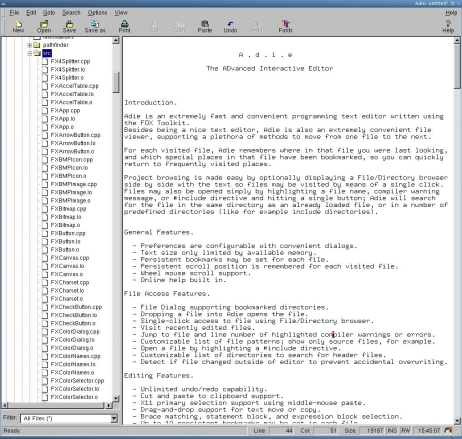 Adie: untitled
File Edit Goto Search Options View Help
New Open Save Save as Print Cut Copy Paste Undo Redo Fonts Help
pathfinder
src
FX4Splitter.cpp
FX4Splitter.lo
FX4Splitter.o
FXAccelTable.cpp
FXAccelTable.lo
FXAccelTable.o
FXApp.cpp
FXApp.lo
FXApp.o
FXArrowButton.cpp
FXArrowButton.lo
FXArrowButton.o
FXBMPIcon.cpp
FXBMPIcon.lo
FXBMPIcon.o
FXBMPImage.cpp
FXBMPImage.lo
FXBMPImage.o
FXBitmap.cpp
FXBitmap.lo
FXBitmap.o
FXButton.cpp
FXButton.lo
FXButton.o
FXCanvas.cpp
FXCanvas.lo
FXCanvas.o
FXCharset.cpp
FXCharset.lo
FXCharset.o
FXCheckButton.cpp
FXCheckButton.lo
FXCheckButton.o
FXColorDialog.cpp
FXColorDialog.lo
FXColorDialog.o
FXColorNames.cpp
FXColorNames.lo
FXColorNames.o
FXColorSelector.cpp
FXColorSelector.lo
FXColorSelector.o
Filter: All Files (*)
A . d . i . e
The ADvanced Interactive Editor
Introduction.
Adie is an extremely fast and convenient programming text editor written using
the FOX Toolkit.
Besides being a nice text editor, Adie is also an extremely convenient file
viewer, supporting a plethora of methods to move from one file to the next.
For each visited file, Adie remembers where in that file you were last looking,
and which special places in that file have been bookmarked, so you can quickly
return to frequently visited places.
Project browsing is made easy by optionally displaying a File/Directory browser
side by side with the text so files may be visited by means of a single click.
Files may also be opened simply by highlighting a file name, compiler warning
message, or #include directive and hitting a single button; Adie will search
for the file in the same directory as an already loaded file, or in a number of
predefined directories (like for example include directories).
General Features.
- Preferences are configurable with convenient dialogs.
- Text size only limited by available memory.
- Persistent bookmarks may be set for each file.
- Persistent scroll position is remembered for each visited file.
- Wheel mouse scroll support.
- Online help built in.
File Access Features.
- File Dialog supporting bookmarked directories.
- Dropping a file into Adie opens the file.
- Single-click access to file using File/Directory browser.
- Visit recently edited files.
- Jump to file and line number of highlighted compiler warnings or errors.
- Customizable list of file patterns; show only source files, for example.
- Open a file by highlighting a #include directive.
- Customizable list of directories to search for header files.
- Detect if file changed outside of editor to prevent accidental overwriting.
Editing Features.
- Unlimited undo/redo capability.
- Cut and paste to clipboard support.
- X11 primary selection support using middle-mouse paste.
- Drag-and-drop support for text move or copy.
- Brace matching, statement block, and expression block selection.
- Up to 10 persistent bookmarks may be set in each file.
Ready. Line: 44 Col: 51 Size: 19187 INS RW 15:45:07